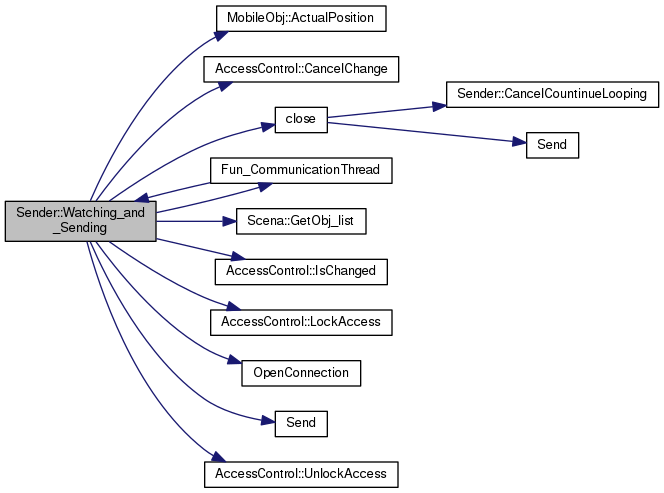 MobileObj::ActualPosition
AccessControl::CancelChange
Sender::CancelCountinueLooping
close
Send
Fun_CommunicationThread
Sender::Watching_and
_Sending
Scena::GetObj_list
AccessControl::IsChanged
AccessControl::LockAccess
OpenConnection
Send
AccessControl::UnlockAccess